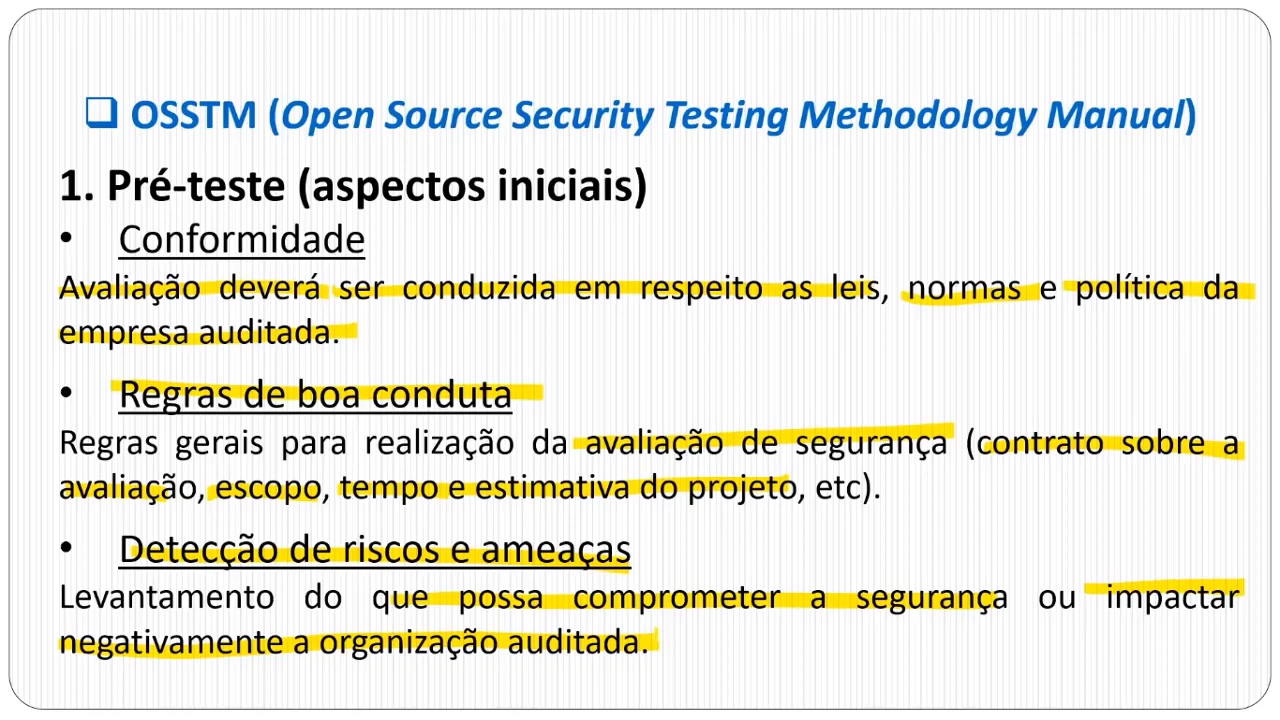 OSSTM (Open Source Security Testing Methodology Manual)
1. Pré-teste (aspectos iniciais)
• Conformidade
Avaliação deverá ser conduzida em respeito as leis, normas e política da
empresa auditada.
• Regras de boa conduta
Regras gerais para realização da avaliação de segurança (contrato sobre a
avaliação, escopo, tempo e estimativa do projeto, etc).
• Detecção de riscos e ameaças
Levantamento do que possa comprometer a segurança ou impactar
negativamente a organização auditada.